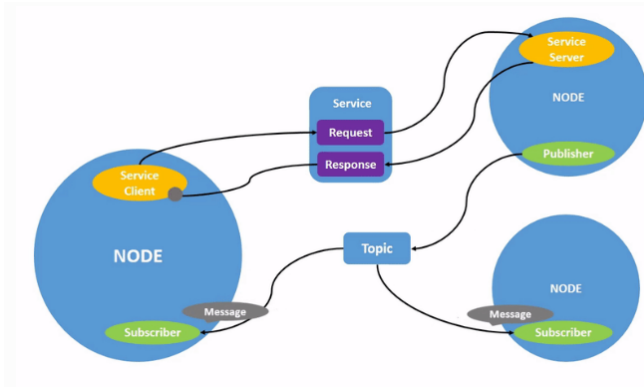 Service
Server
NODE
Publisher
Service
Request
Response
Service
Client
NODE
Topic
Message
Subscriber
NODE
Message
Subscriber